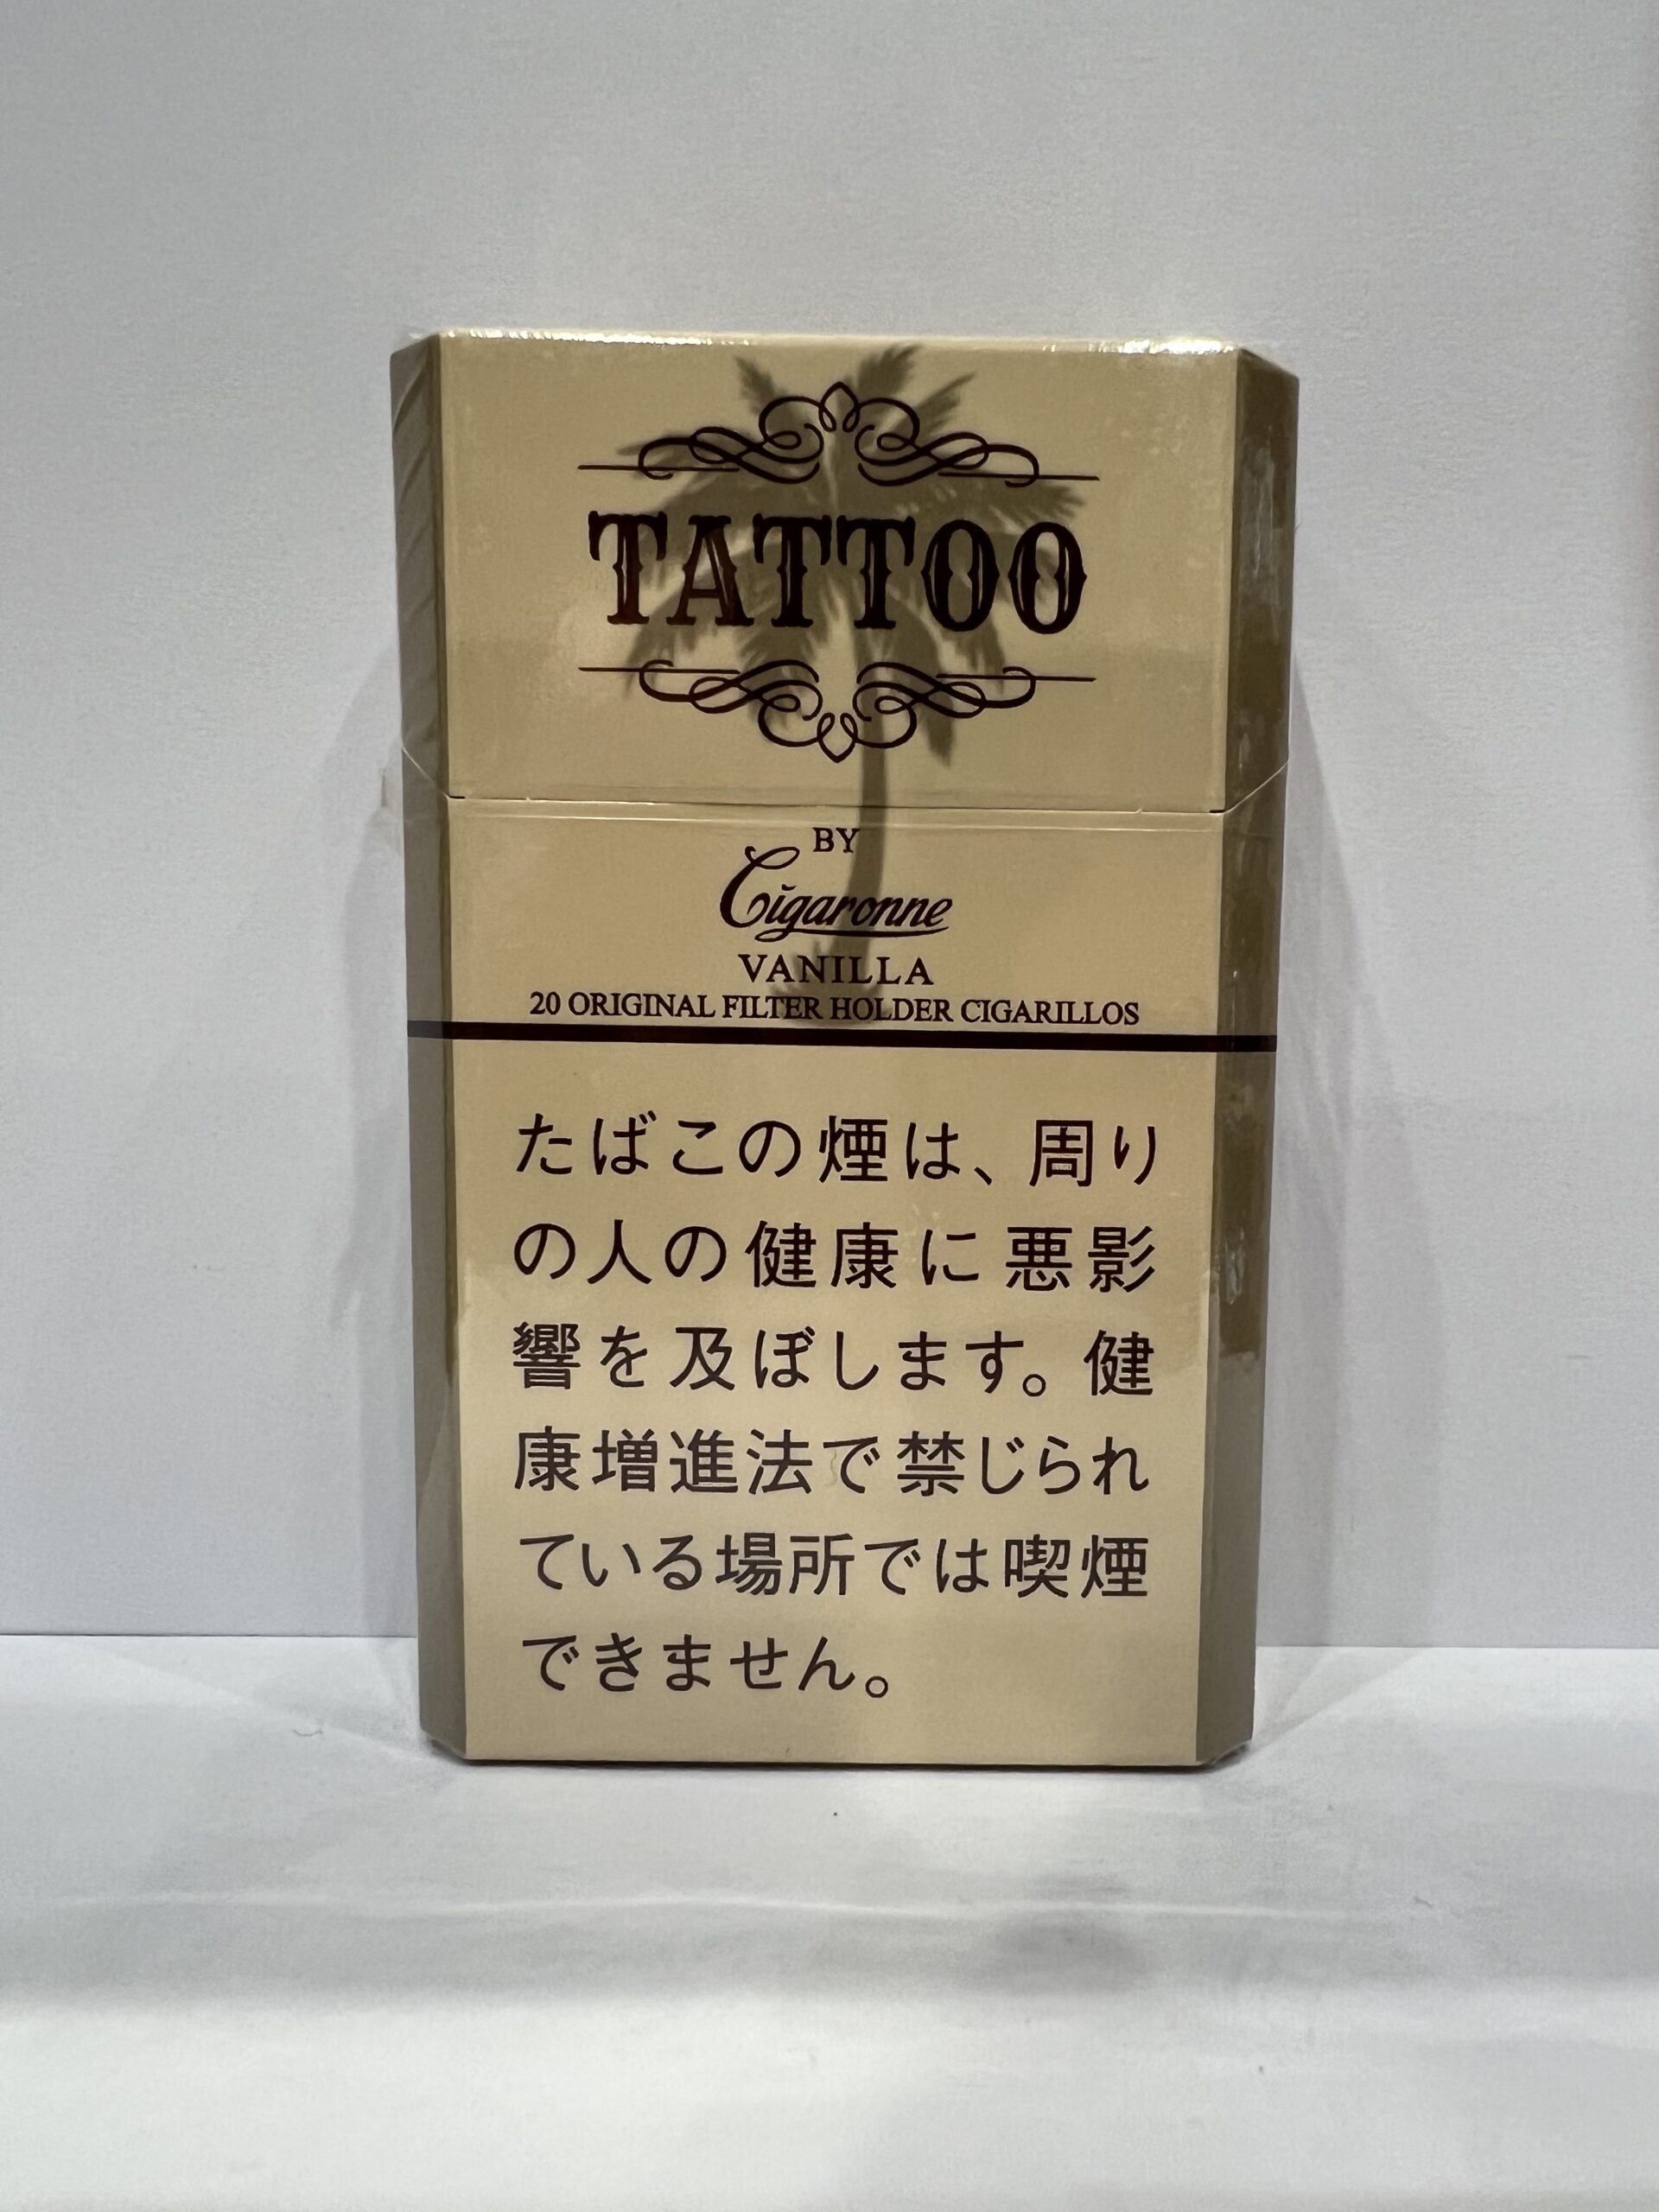 TATTOO
BY
Cigaronne
VANILLA
20 ORIGINAL FILTER HOLDER CIGARILLOS
たばこの煙は、周り
の人の健康に悪影
響を及ぼします。健
康増進法で禁じられ
ている場所では喫煙
できません。